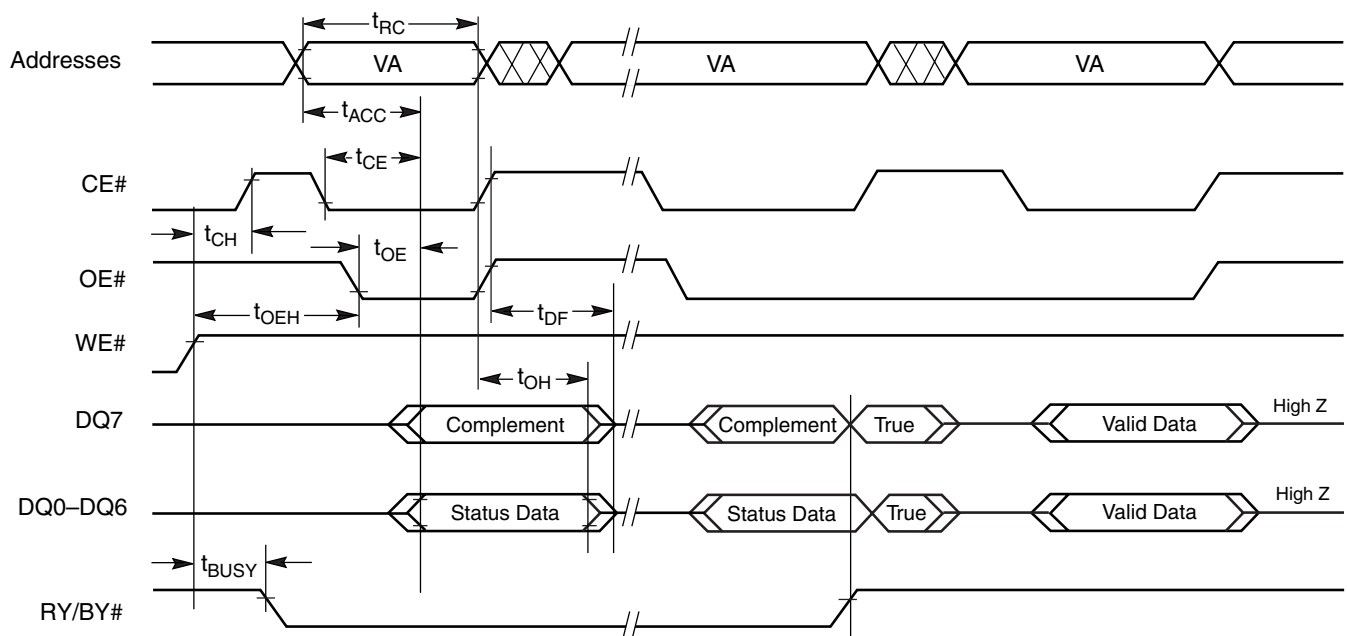 tRC
Addresses VA VA VA
tACC
tCE
CE#
tCH tOE
OE#
tOEH tDF
WE#
tOH
DQ7 Complement Complement True Valid Data High Z
DQ0–DQ6 Status Data Status Data True Valid Data High Z
tBUSY
RY/BY#